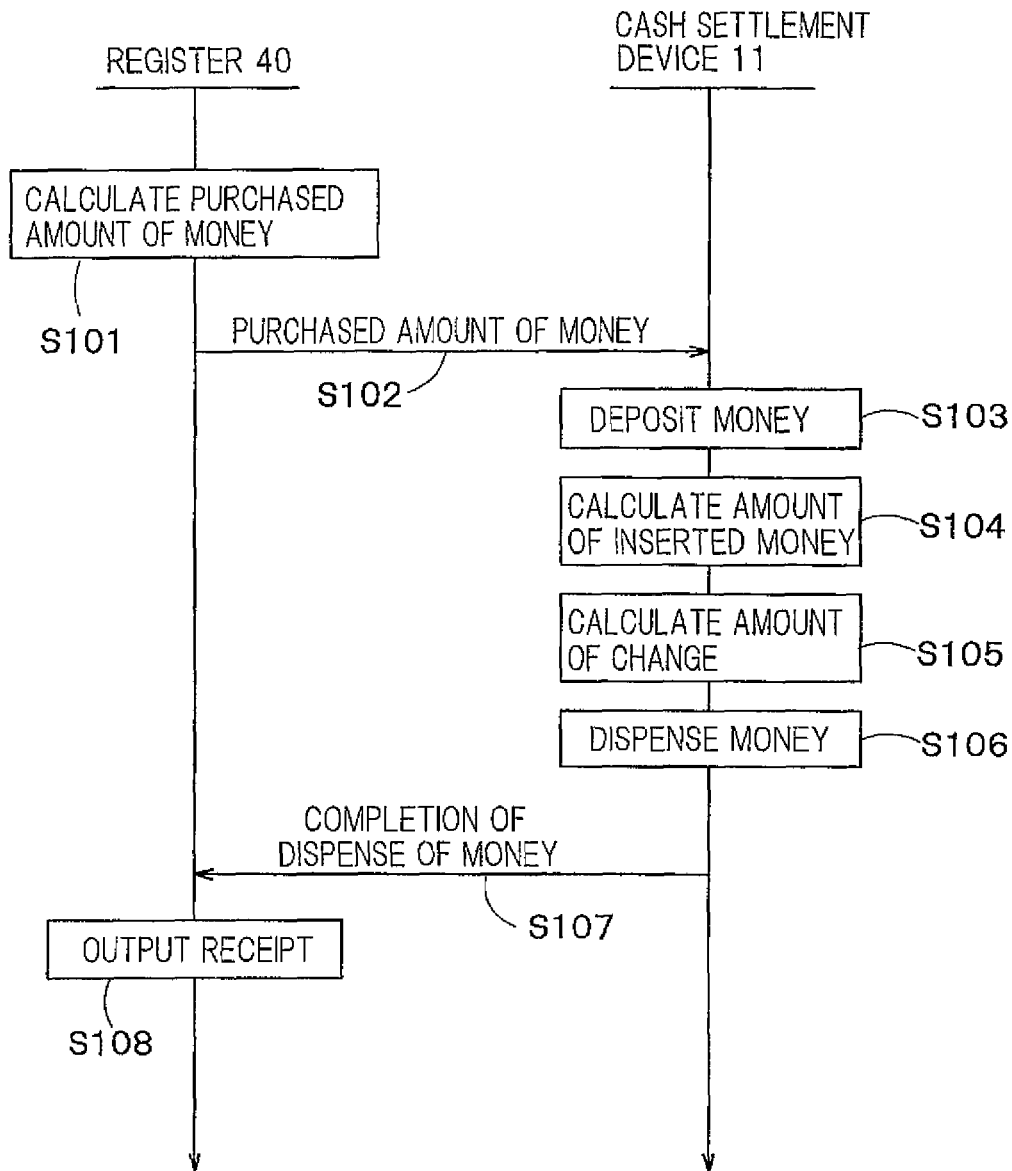 REGISTER 40
CASH SETTLEMENT
DEVICE 11
CALCULATE PURCHASED
AMOUNT OF MONEY
S101
PURCHASED AMOUNT OF MONEY
S102
DEPOSIT MONEY
S103
CALCULATE AMOUNT
OF INSERTED MONEY
S104
CALCULATE AMOUNT
OF CHANGE
S105
DISPENSE MONEY
S106
COMPLETION OF
DISPENSE OF MONEY
S107
OUTPUT RECEIPT
S108